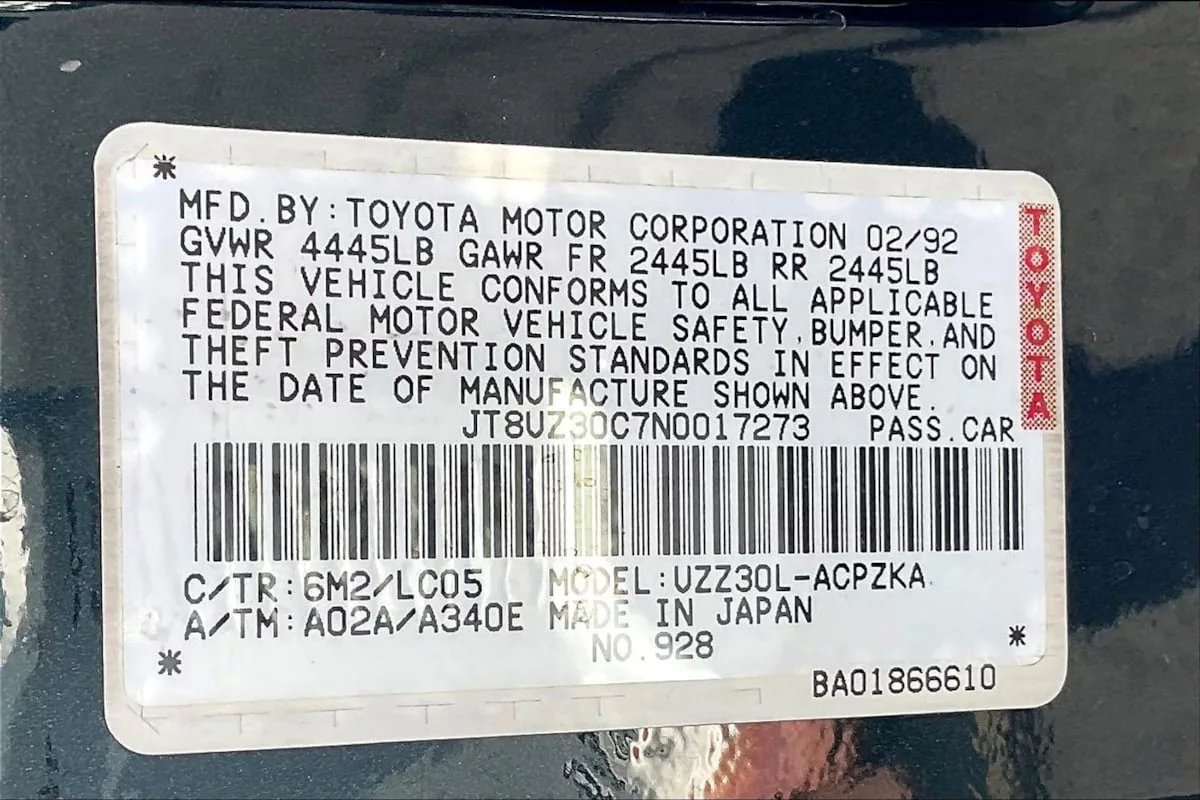 MFD.BY:TOYOTA MOTOR CORPORATION 02/92
GVWR 4445LB GAWR FR 2445LB RR 2445LB
THIS VEHICLE CONFORMS TO ALL APPLICABLE
FEDERAL MOTOR VEHICLE SAFETY,BUMPER,AND
THEFT PREVENTION STANDARDS IN EFFECT ON
THE DATE OF MANUFACTURE SHOWN ABOVE.
JT8UZ30C7N0017273 PASS.CAR
C/TR:6M2/LC05 MODEL:UZZ30L-ACPZKA
A/TM:A02A/A340E MADE IN JAPAN
NO.928
BA01866610
TOYOTA